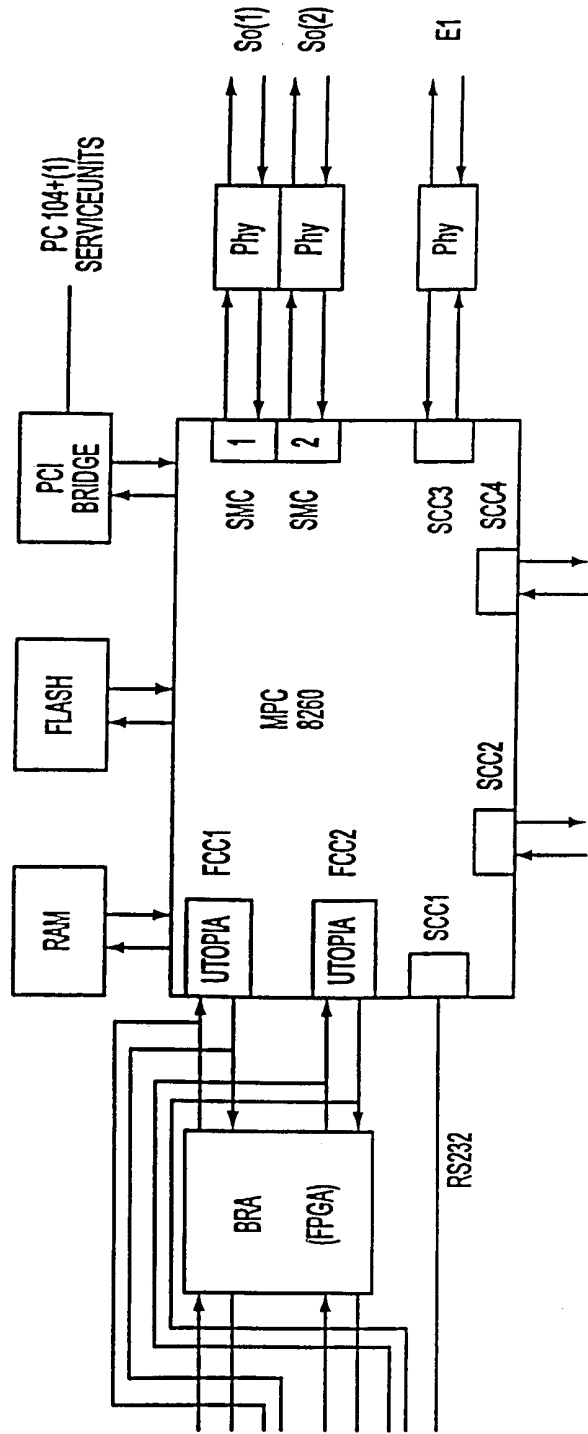 PC 104+(1)
SERVICEUNITS
RAM
FLASH
PCI
BRIDGE
So(1)
So(2)
E1
Phy
Phy
Phy
1
2
SMC
SMC
SCC3
SCC4
MPC
8260
SCC2
FCC1
UTOPIA
FCC2
UTOPIA
SCC1
BRA
(FPGA)
RS232